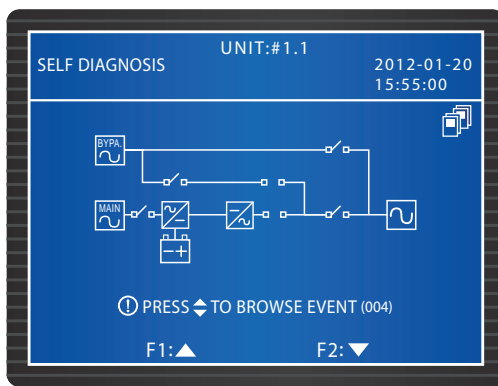 UNIT:#1.1
SELF DIAGNOSIS
2012-01-20
15:55:00
BYPA.
MAIN
PRESS TO BROWSE EVENT (004)
F1: F2: